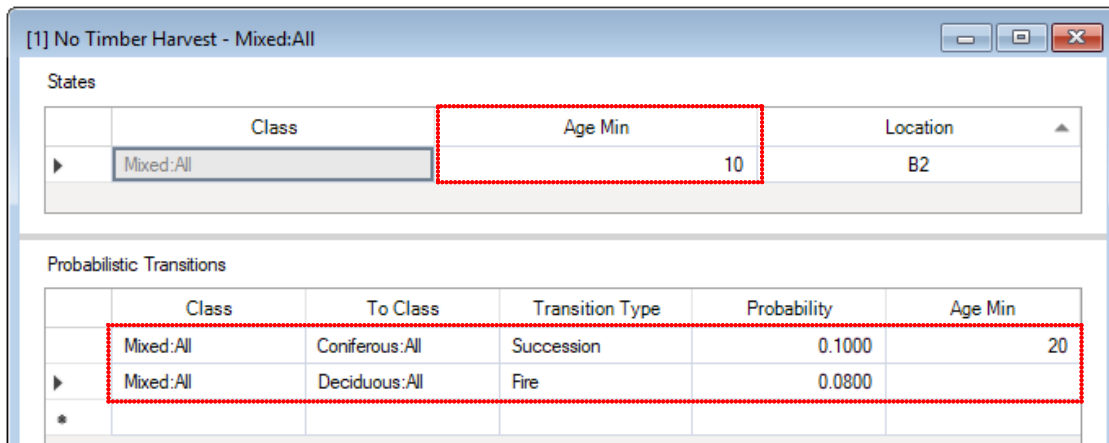 [1] No Timber Harvest - Mixed:All
States
Class Age Min Location
Mixed:All 10 B2
Probabilistic Transitions
Class To Class Transition Type Probability Age Min
Mixed:All Coniferous:All Succession 0.1000 20
Mixed:All Deciduous:All Fire 0.0800